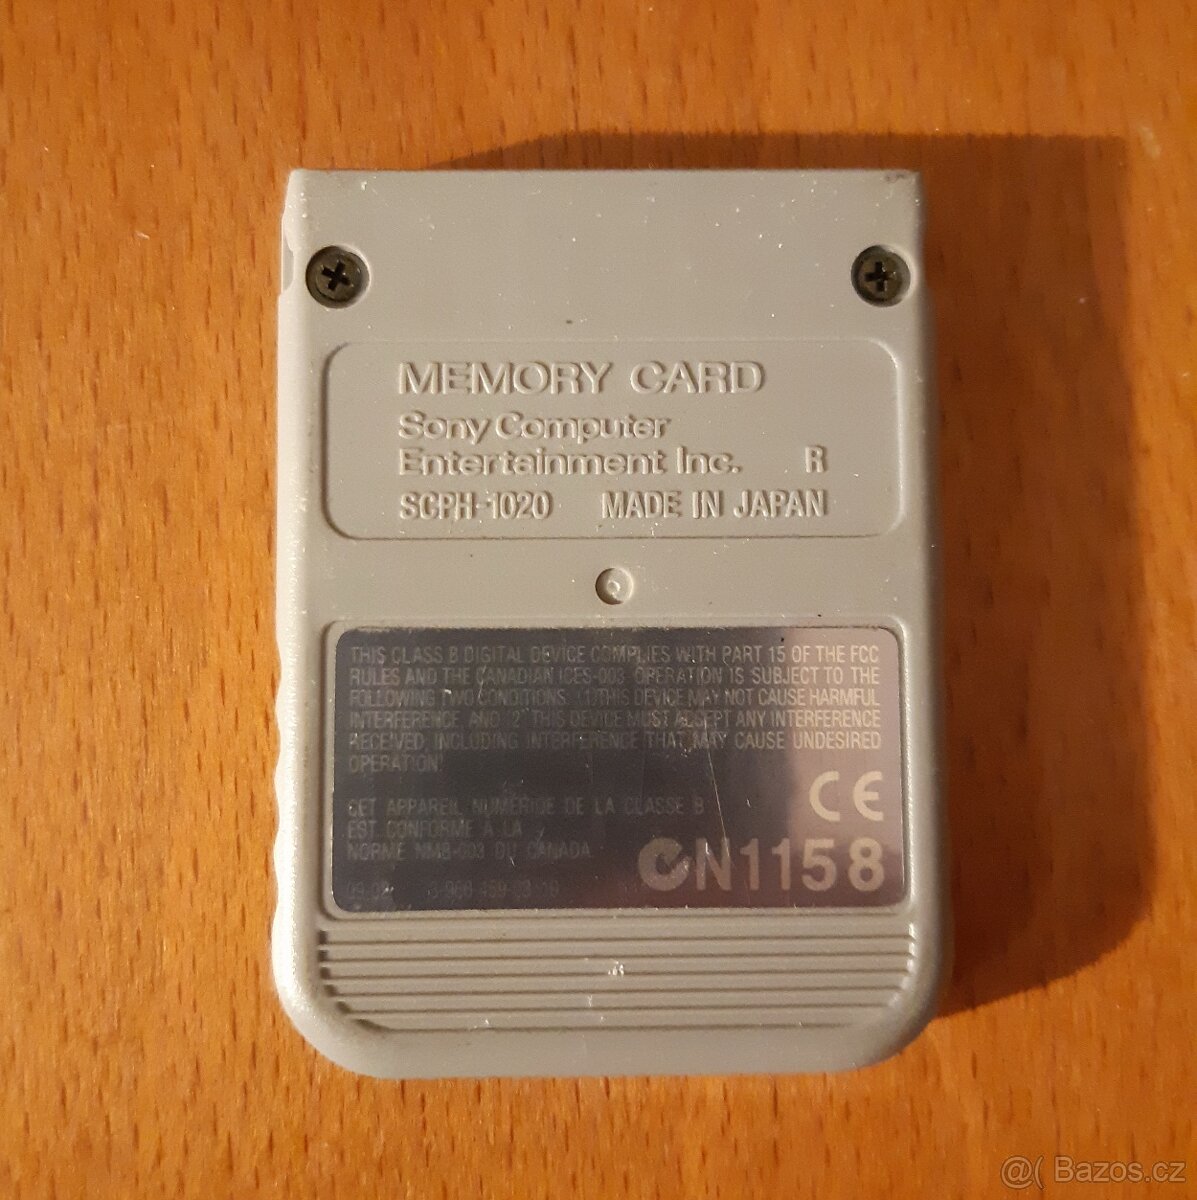 MEMORY CARD
Sony Computer
Entertainment Inc. R
SCPH-1020 MADE IN JAPAN
THIS CLASS B DIGITAL DEVICE COMPLIES WITH PART 15 OF THE FCC
RULES AND THE CANADIAN ICES-003. OPERATION IS SUBJECT TO THE
FOLLOWING TWO CONDITIONS. (1)THIS DEVICE MAY NOT CAUSE HARMFUL
INTERFERENCE, AND (2) THIS DEVICE MUST ACCEPT ANY INTERFERENCE
RECEIVED, INCLUDING INTERFERENCE THAT MAY CAUSE UNDESIRED
OPERATION.
CET APPAREIL NUMÉRIQUE DE LA CLASSE B
EST CONFORME À LA
NORME NMB-003 DU CANADA.
CE
N1158
@( Bazos.cz